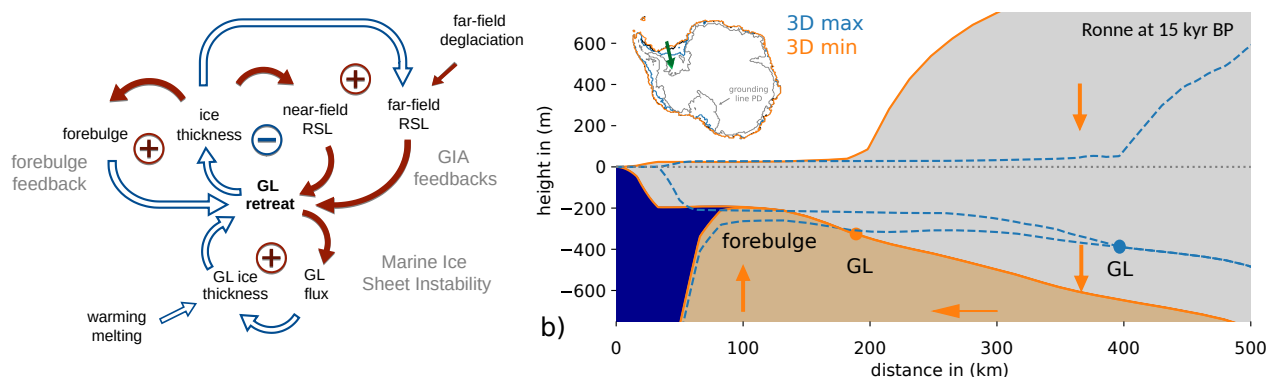 far-field
deglaciation
+
forebulge
+
ice
thickness
−
near-field
RSL
far-field
RSL
forebulge
feedback
GL
retreat
GIA
feedbacks
+
GL ice
thickness
GL
flux
Marine Ice
Sheet Instability
warming
melting
b)
3D max
3D min
Ronne at 15 kyr BP
grounding
line PD
height in (m)
600
400
200
0
−200
−400
−600
forebulge
GL
GL
0
100
200
300
400
500
distance in (km)